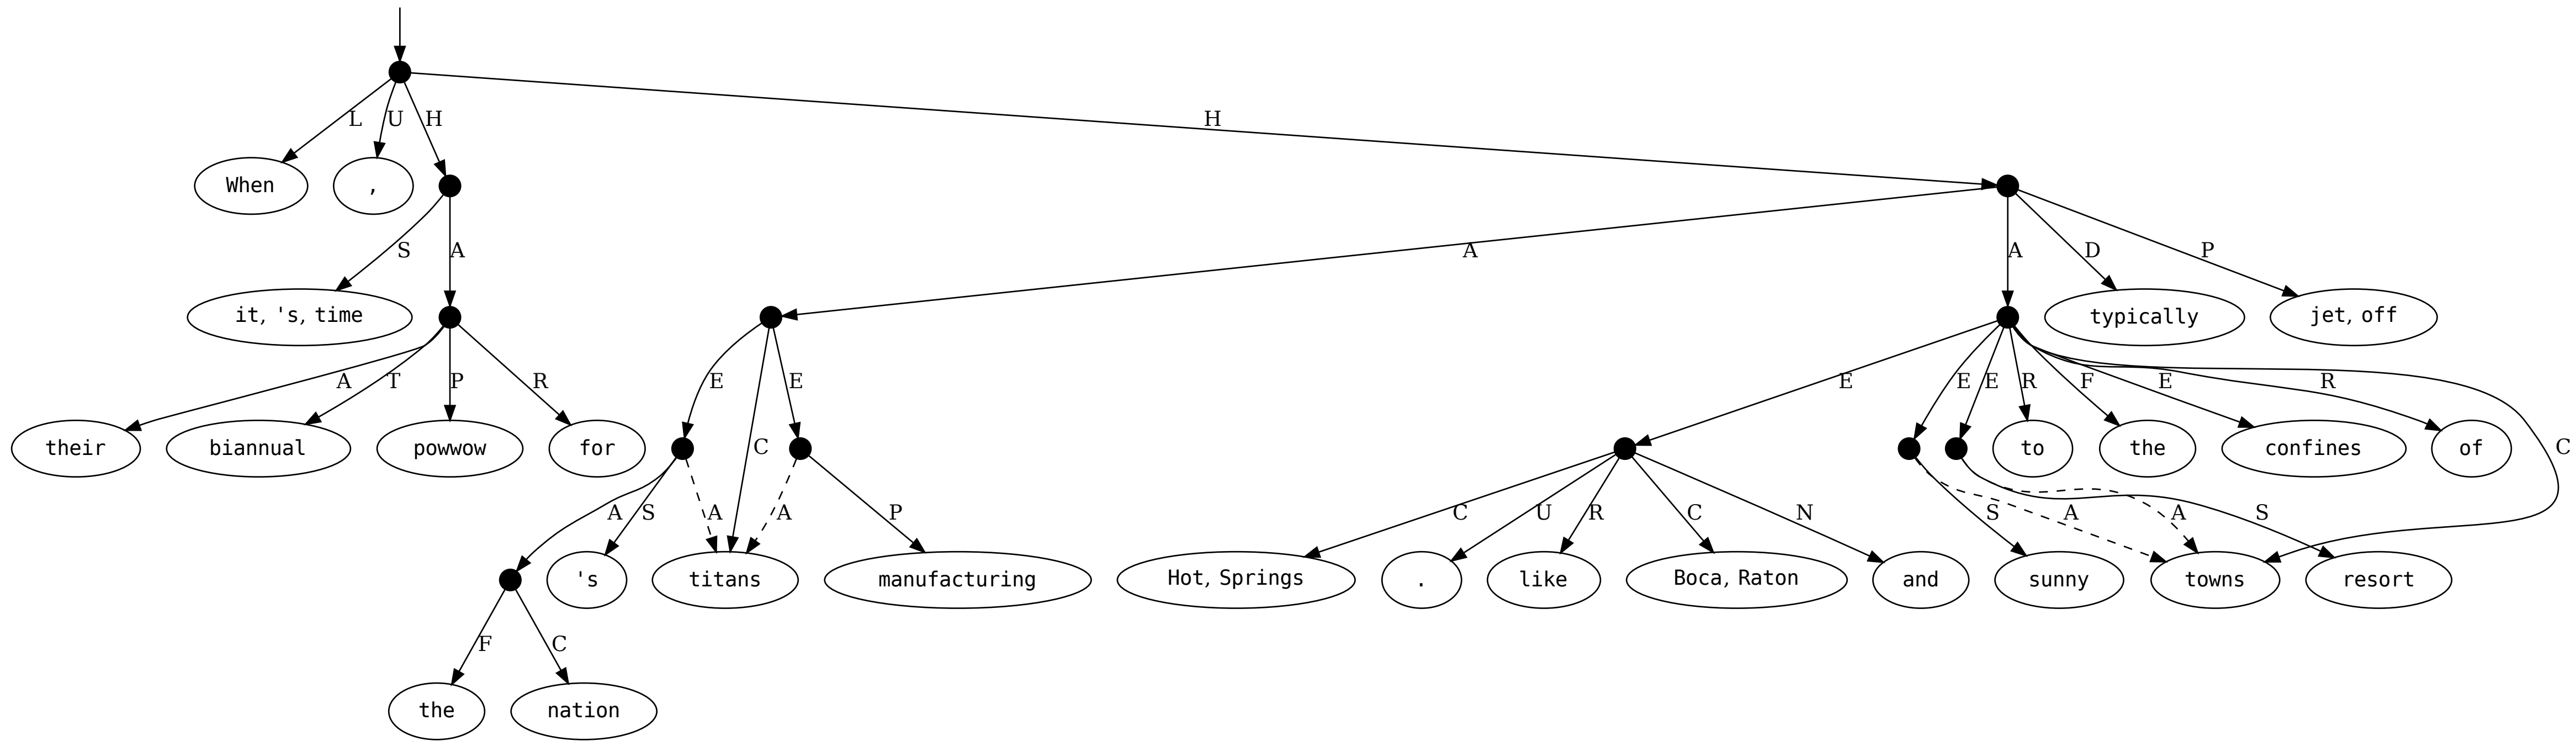 L U H H
When , 
S A A A D P
it, 's, time typically jet, off
A T P R E C E E E E R F E R C
their biannual powwow for to the confines of
A S A A P C U R C N S A A S
's titans manufacturing Hot, Springs . like Boca, Raton and sunny towns resort
F C
the nation